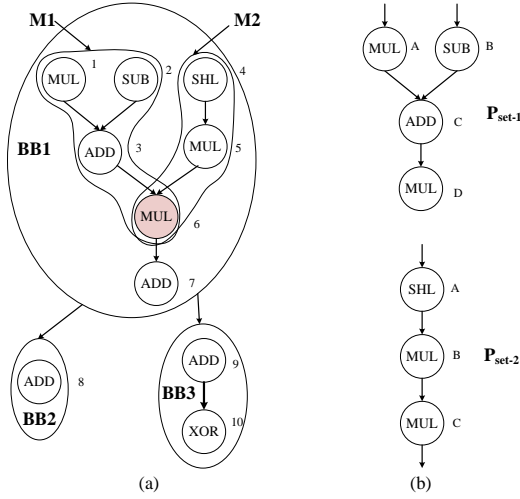 M1
M2
MUL
1
SUB
2
SHL
4
BB1
ADD
3
MUL
5
MUL
6
ADD
7
ADD
8
BB2
ADD
9
BB3
XOR
10
(a)
MUL
A
SUB
B
ADD
C
Pset-1
MUL
D
SHL
A
MUL
B
Pset-2
MUL
C
(b)